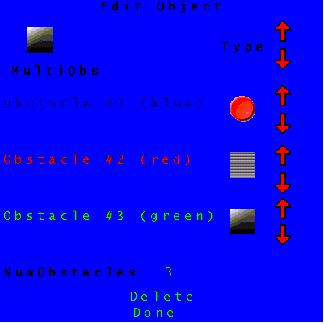 Edit Object
Type
MultiObs
Obstacle #1 (blue)
Obstacle #2 (red)
Obstacle #3 (green)
NumObstacles 3
Delete
Done